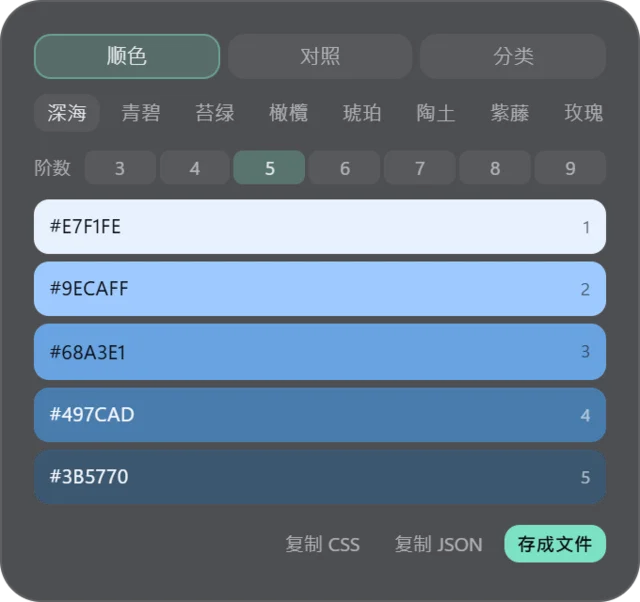 顺色 对照 分类
深海 青碧 苔绿 橄榄 琥珀 陶土 紫藤 玫瑰
阶数 3 4 5 6 7 8 9
#E7F1FE 1
#9ECAFF 2
#68A3E1 3
#497CAD 4
#3B5770 5
复制 CSS 复制 JSON 存成文件